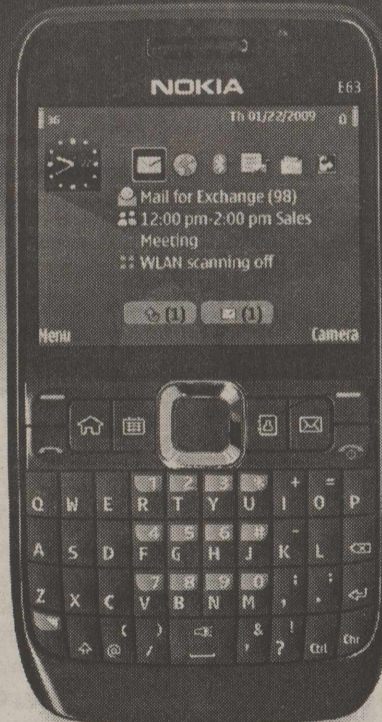 NOKIA E63
3G Th 01/22/2009
Mail for Exchange (98)
12:00 pm-2:00 pm Sales
Meeting
WLAN scanning off
(1) (1)
Menu Camera
1 2 3 * + =
Q W E R T Y U I O P
4 5 6 # -
A S D F G H J K L
7 8 9 0 ; :
Z X C V B N M , .
( ) & !
@ / ' ? Ctrl Chr